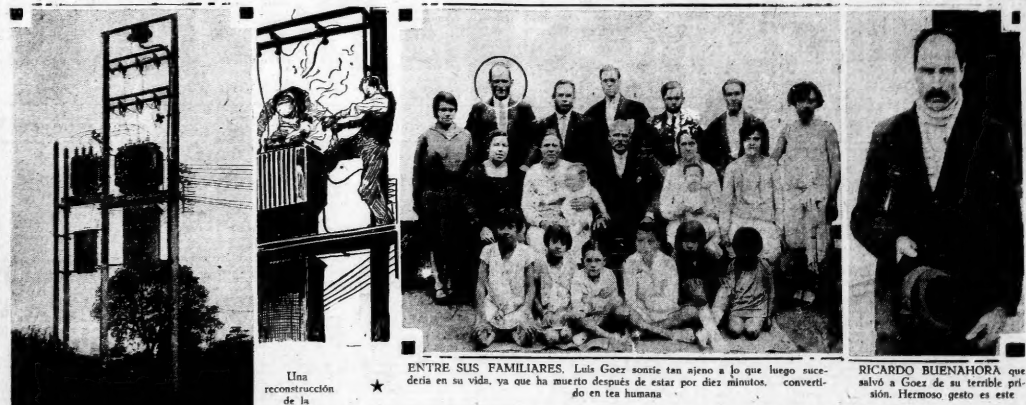 Una
reconstrucción
de la
ENTRE SUS FAMILIARES, Luis Goez sonríe tan ajeno a lo que luego suce-
dería en su vida, ya que ha muerto después de estar por diez minutos, converti-
do en tea humana
RICARDO BUENAHORA que
salvó a Goez de su terrible pri-
sión. Hermoso gesto es este